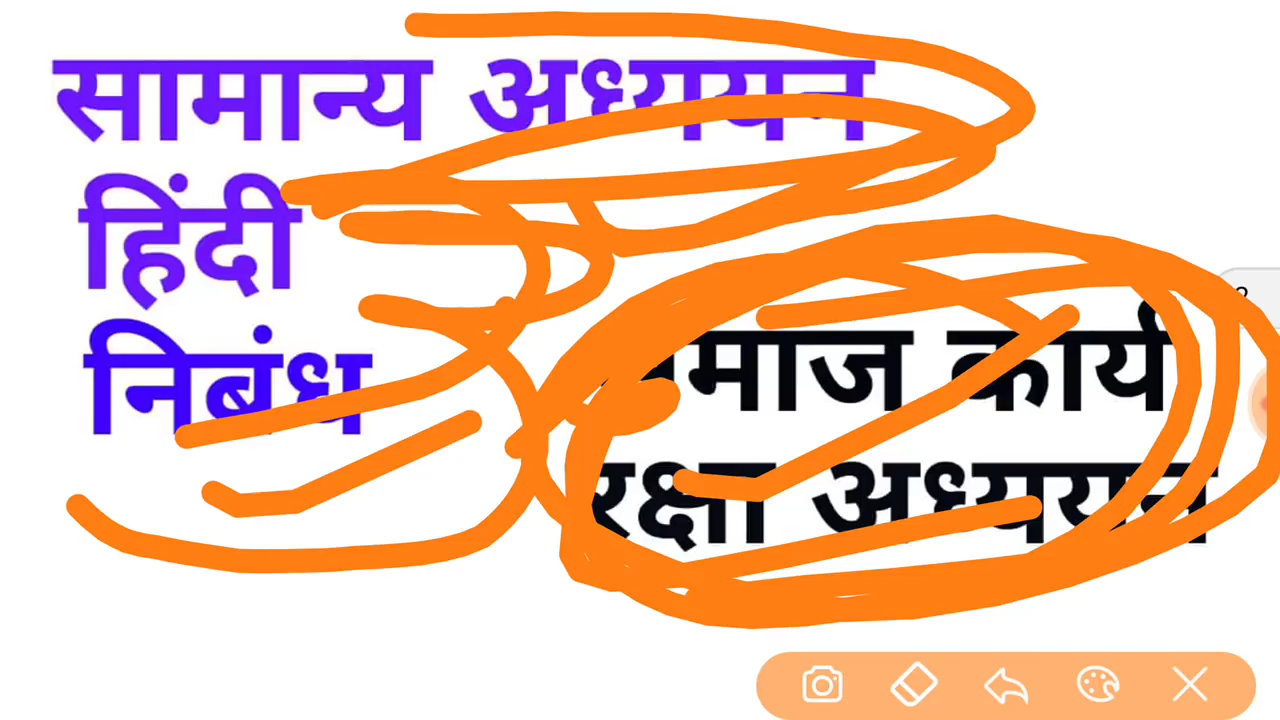 सामान्य अध्ययन
हिंदी
निबंध
समाज कार्य
रक्षा अध्ययन